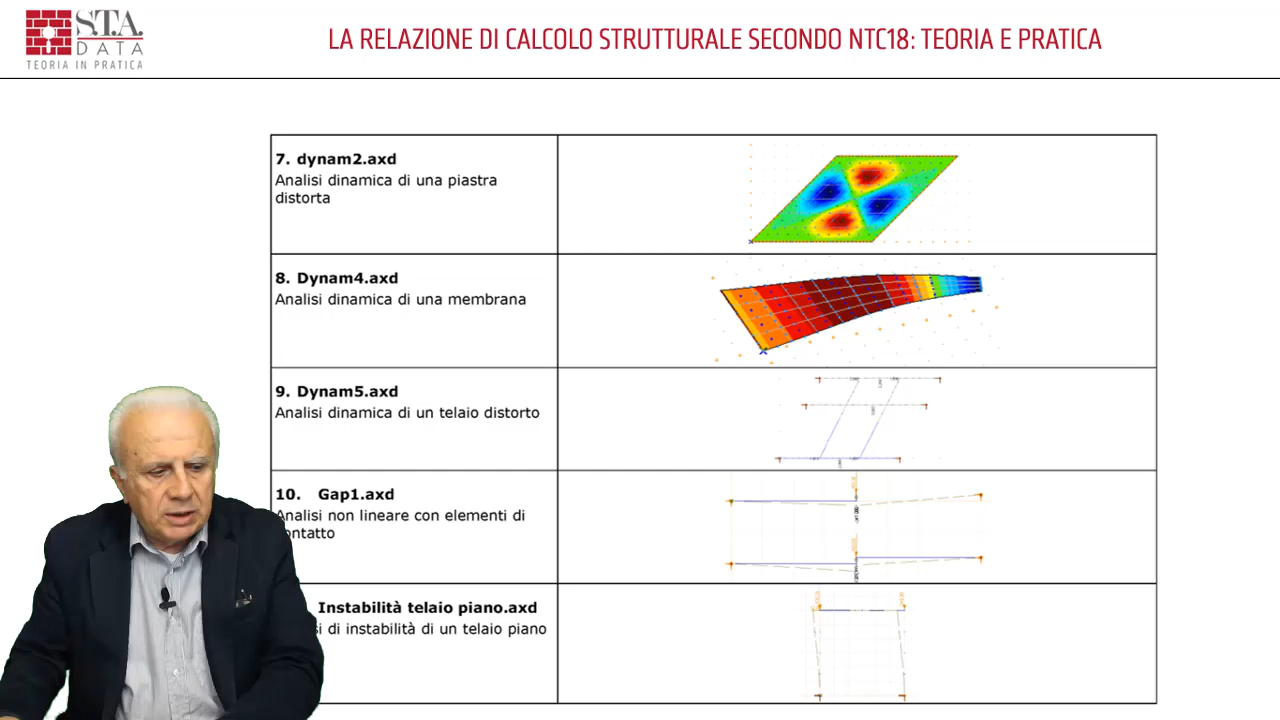 S.T.A.
DATA
TEORIA IN PRATICA
LA RELAZIONE DI CALCOLO STRUTTURALE SECONDO NTC18: TEORIA E PRATICA
7. dynam2.axd
Analisi dinamica di una piastra
distorta
8. Dynam4.axd
Analisi dinamica di una membrana
9. Dynam5.axd
Analisi dinamica di un telaio distorto
10. Gap1.axd
Analisi non lineare con elementi di
ontatto
Instabilità telaio piano.axd
si di instabilità di un telaio piano